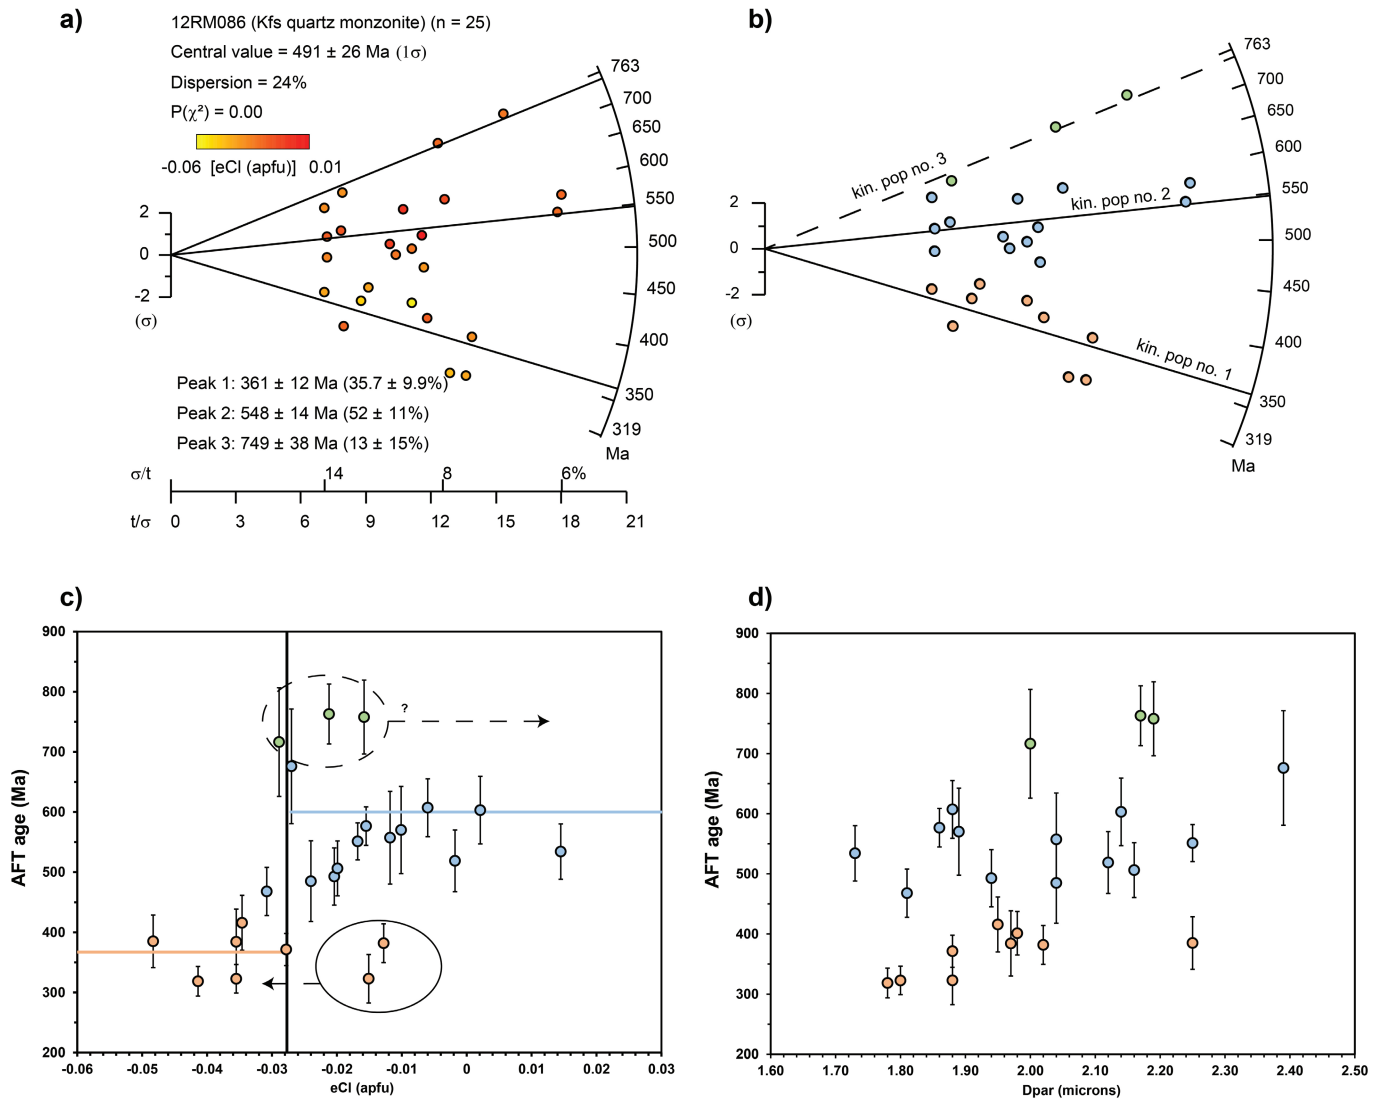 a)
12RM086 (Kfs quartz monzonite) (n = 25)
Central value = 491 ± 26 Ma (1σ)
Dispersion = 24%
P(χ²) = 0.00
-0.06 [eCl (apfu)] 0.01
763
700
650
600
550
500
450
400
350
319
Ma
2
0
-2
(σ)
Peak 1: 361 ± 12 Ma (35.7 ± 9.9%)
Peak 2: 548 ± 14 Ma (52 ± 11%)
Peak 3: 749 ± 38 Ma (13 ± 15%)
σ/t 14 8 6%
t/σ 0 3 6 9 12 15 18 21
b)
763
700
650
600
550
500
450
400
350
319
Ma
kin. pop no. 3
kin. pop no. 2
kin. pop no. 1
2
0
-2
(σ)
c)
900
800
700
600
500
400
300
200
AFT age (Ma)
?
-0.06 -0.05 -0.04 -0.03 -0.02 -0.01 0 0.01 0.02 0.03
eCl (apfu)
d)
900
800
700
600
500
400
300
200
AFT age (Ma)
1.60 1.70 1.80 1.90 2.00 2.10 2.20 2.30 2.40 2.50
Dpar (microns)